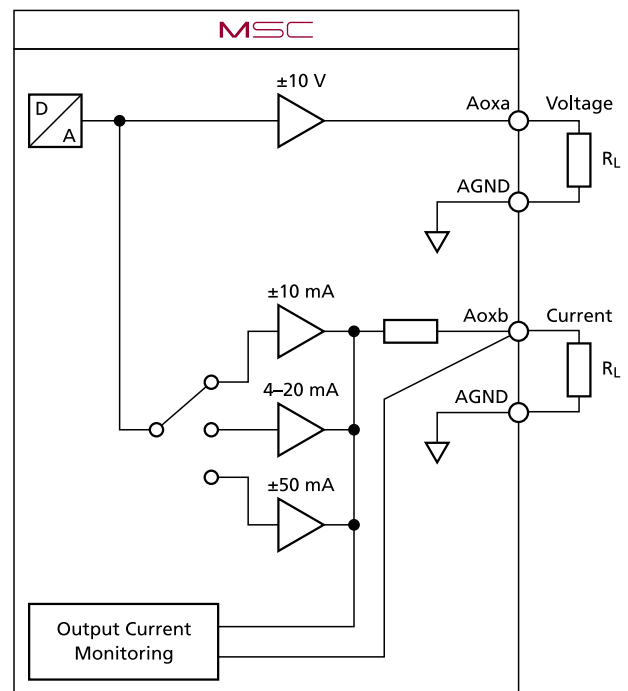 MSC
±10 V
D
A
Aoxa
Voltage
RL
AGND
±10 mA
Aoxb
Current
RL
4–20 mA
AGND
±50 mA
Output Current
Monitoring